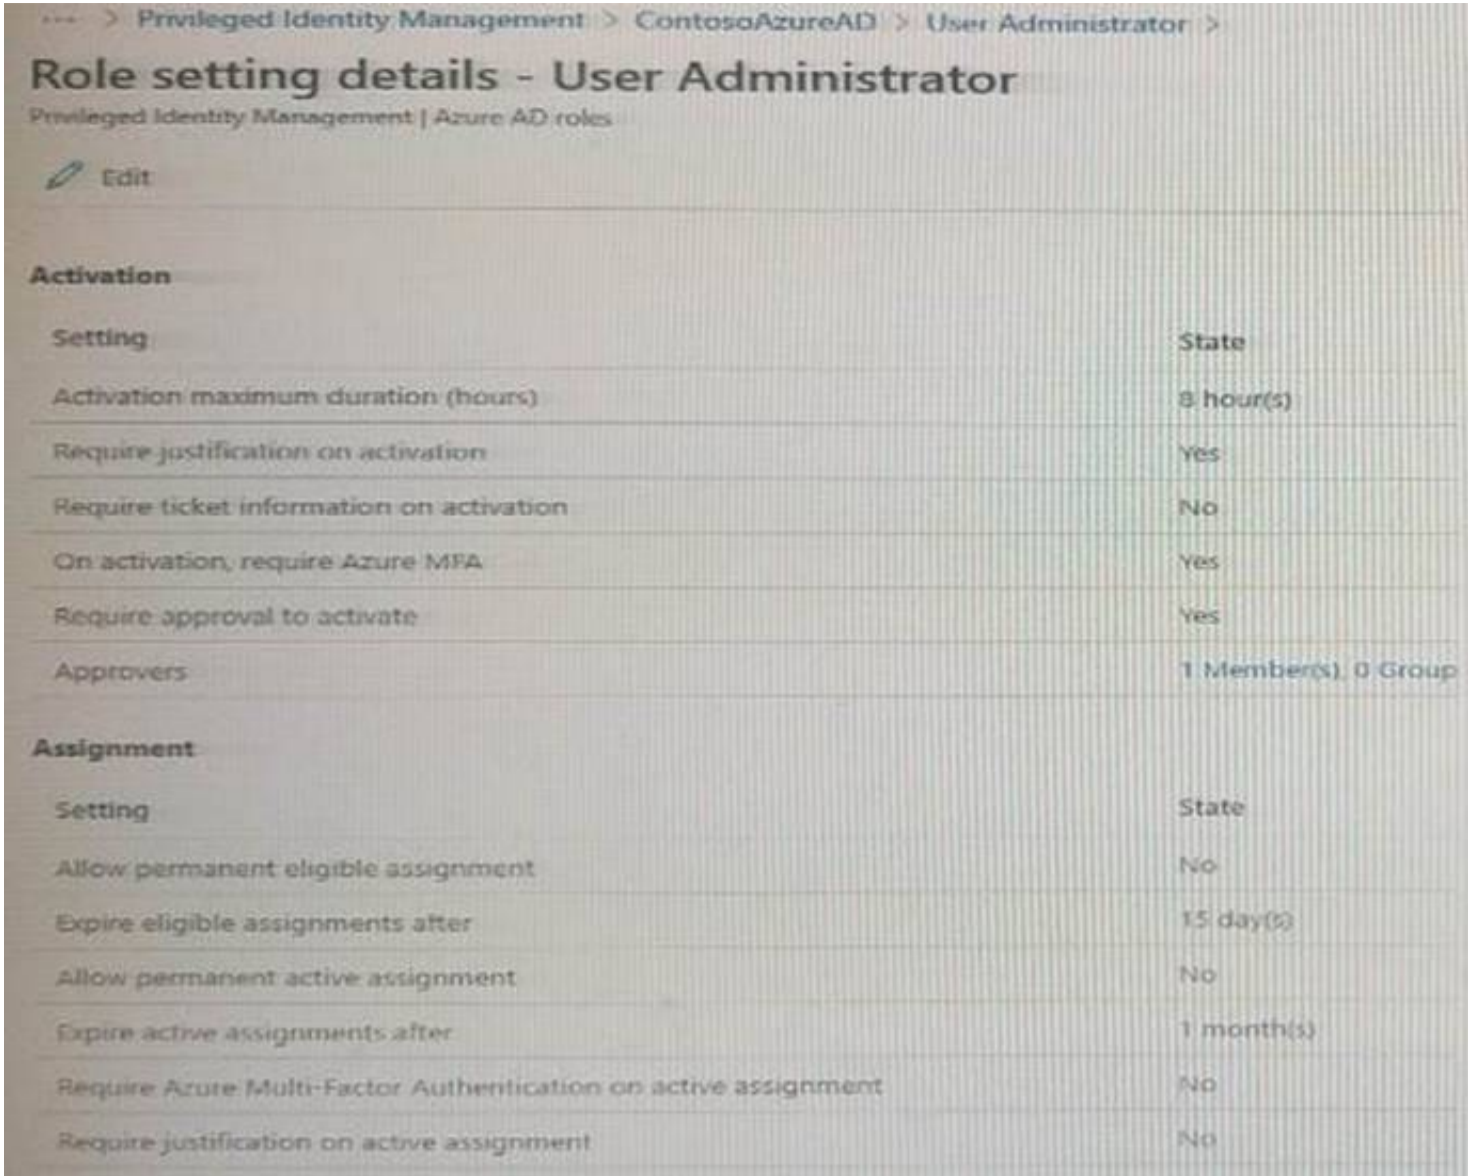 ... > Privileged Identity Management > ContosoAzureAD > User Administrator >
Role setting details - User Administrator
Privileged Identity Management | Azure AD roles
Edit
Activation
Setting State
Activation maximum duration (hours) 8 hour(s)
Require justification on activation Yes
Require ticket information on activation No
On activation, require Azure MFA Yes
Require approval to activate Yes
Approvers 1 Member(s), 0 Group
Assignment
Setting State
Allow permanent eligible assignment No
Expire eligible assignments after 15 day(s)
Allow permanent active assignment No
Expire active assignments after 1 month(s)
Require Azure Multi-Factor Authentication on active assignment No
Require justification on active assignment No